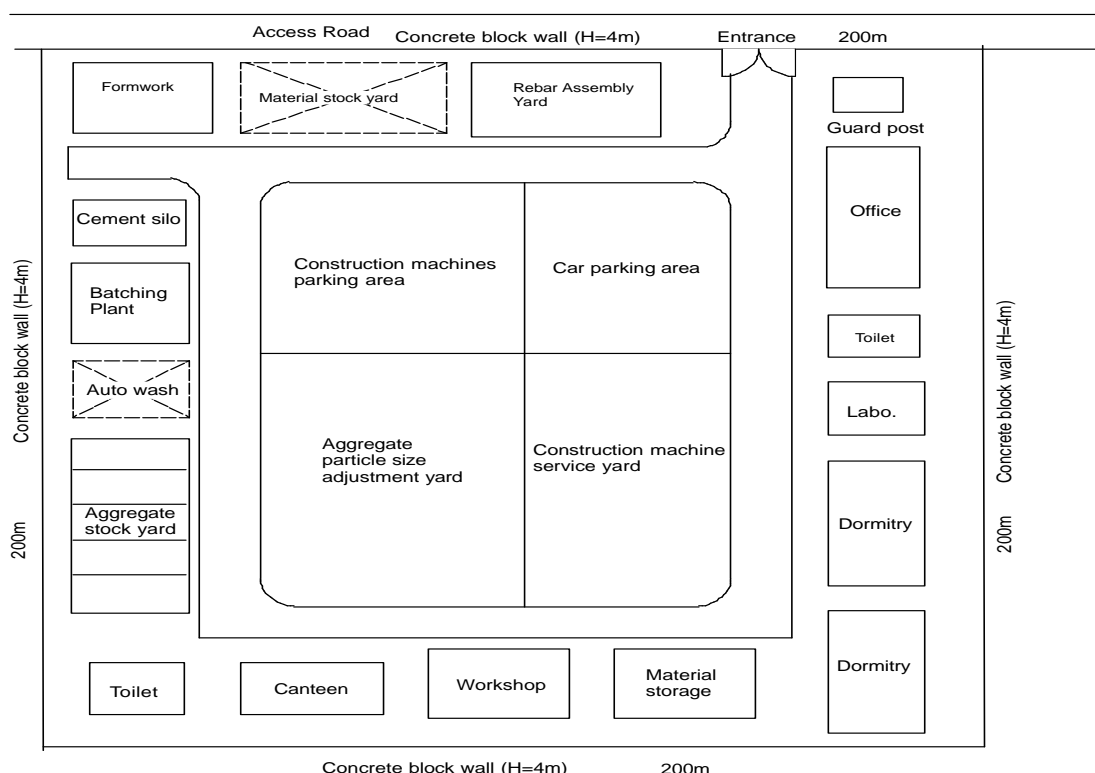 Access Road
Concrete block wall (H=4m)
Entrance
200m
Formwork
Material stock yard
Rebar Assembly
Yard
Guard post
Cement silo
Construction machines
parking area
Car parking area
Office
Batching
Plant
Toilet
Auto wash
Labo.
Concrete block wall (H=4m)
200m
Concrete block wall (H=4m)
200m
Aggregate
particle size
adjustment yard
Construction machine
service yard
Aggregate
stock yard
Dormitry
Toilet
Canteen
Workshop
Material
storage
Dormitry
Concrete block wall (H=4m)
200m